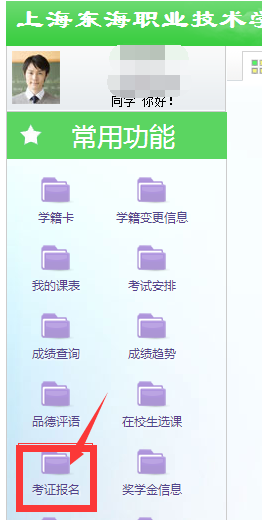 上海东海职业技术学
同学 你好！
常用功能
学籍卡 学籍变更信息
我的课表 考试安排
成绩查询 成绩趋势
品德评语 在校生选课
考证报名 奖学金信息